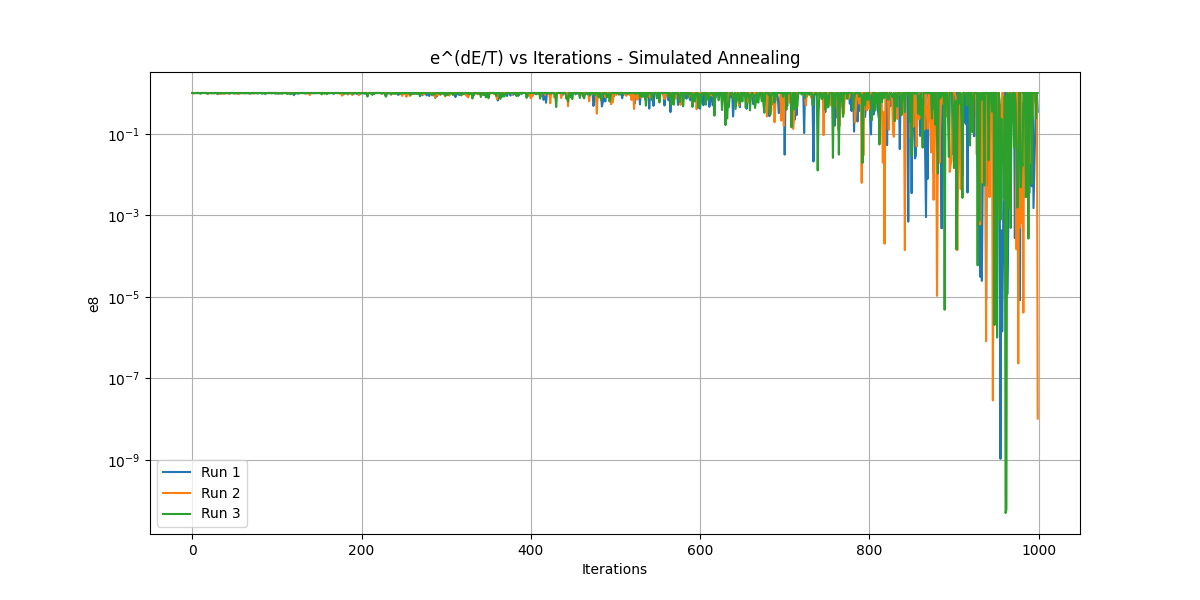 e^(dE/T) vs Iterations - Simulated Annealing
10⁻¹
10⁻³
10⁻⁵
10⁻⁷
10⁻⁹
e8
Run 1
Run 2
Run 3
0 200 400 600 800 1000
Iterations